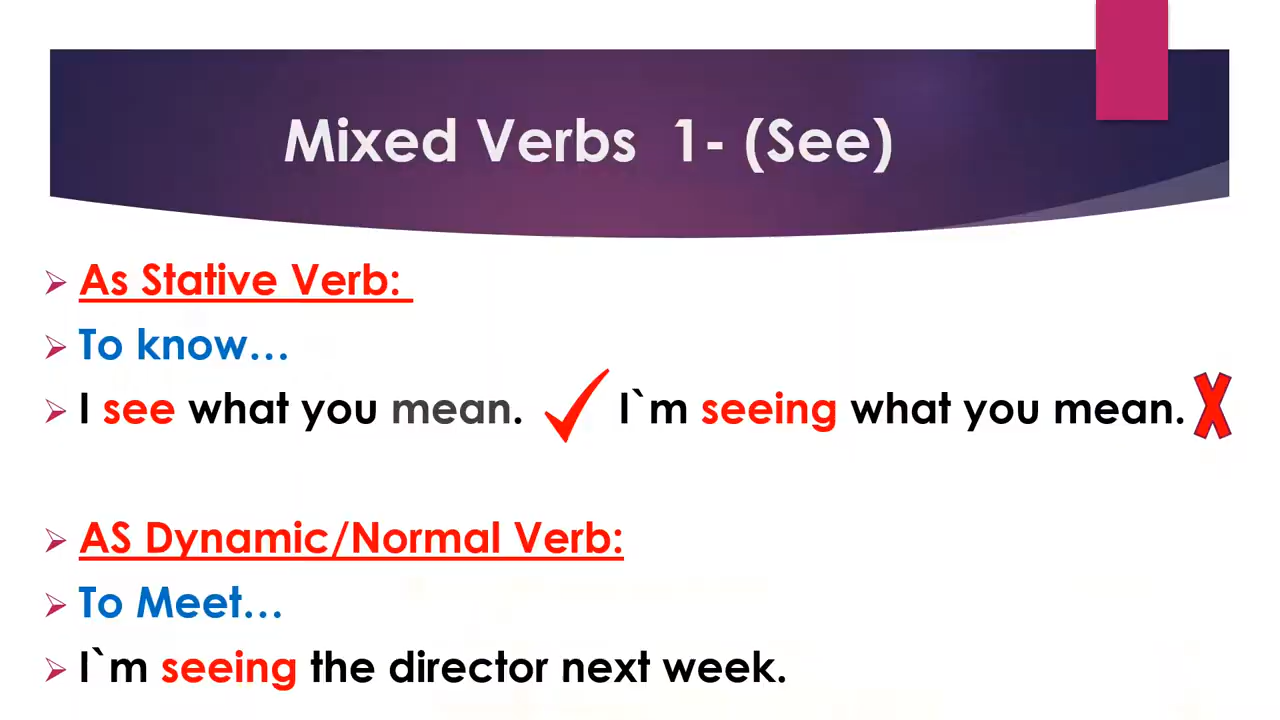 Mixed Verbs 1- (See)
As Stative Verb:
To know...
I see what you mean. I`m seeing what you mean.
AS Dynamic/Normal Verb:
To Meet...
I`m seeing the director next week.